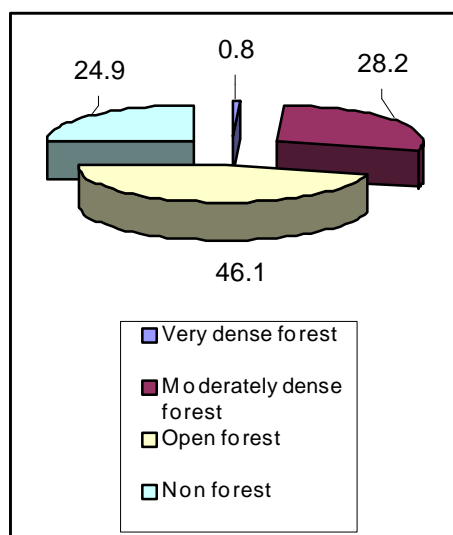 0.8
24.9
28.2
46.1
Very dense forest
Moderately dense
forest
Open forest
Non forest